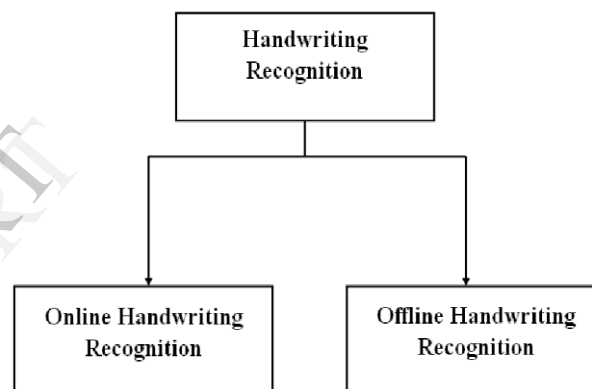 Handwriting
Recognition
Online Handwriting
Recognition
Offline Handwriting
Recognition